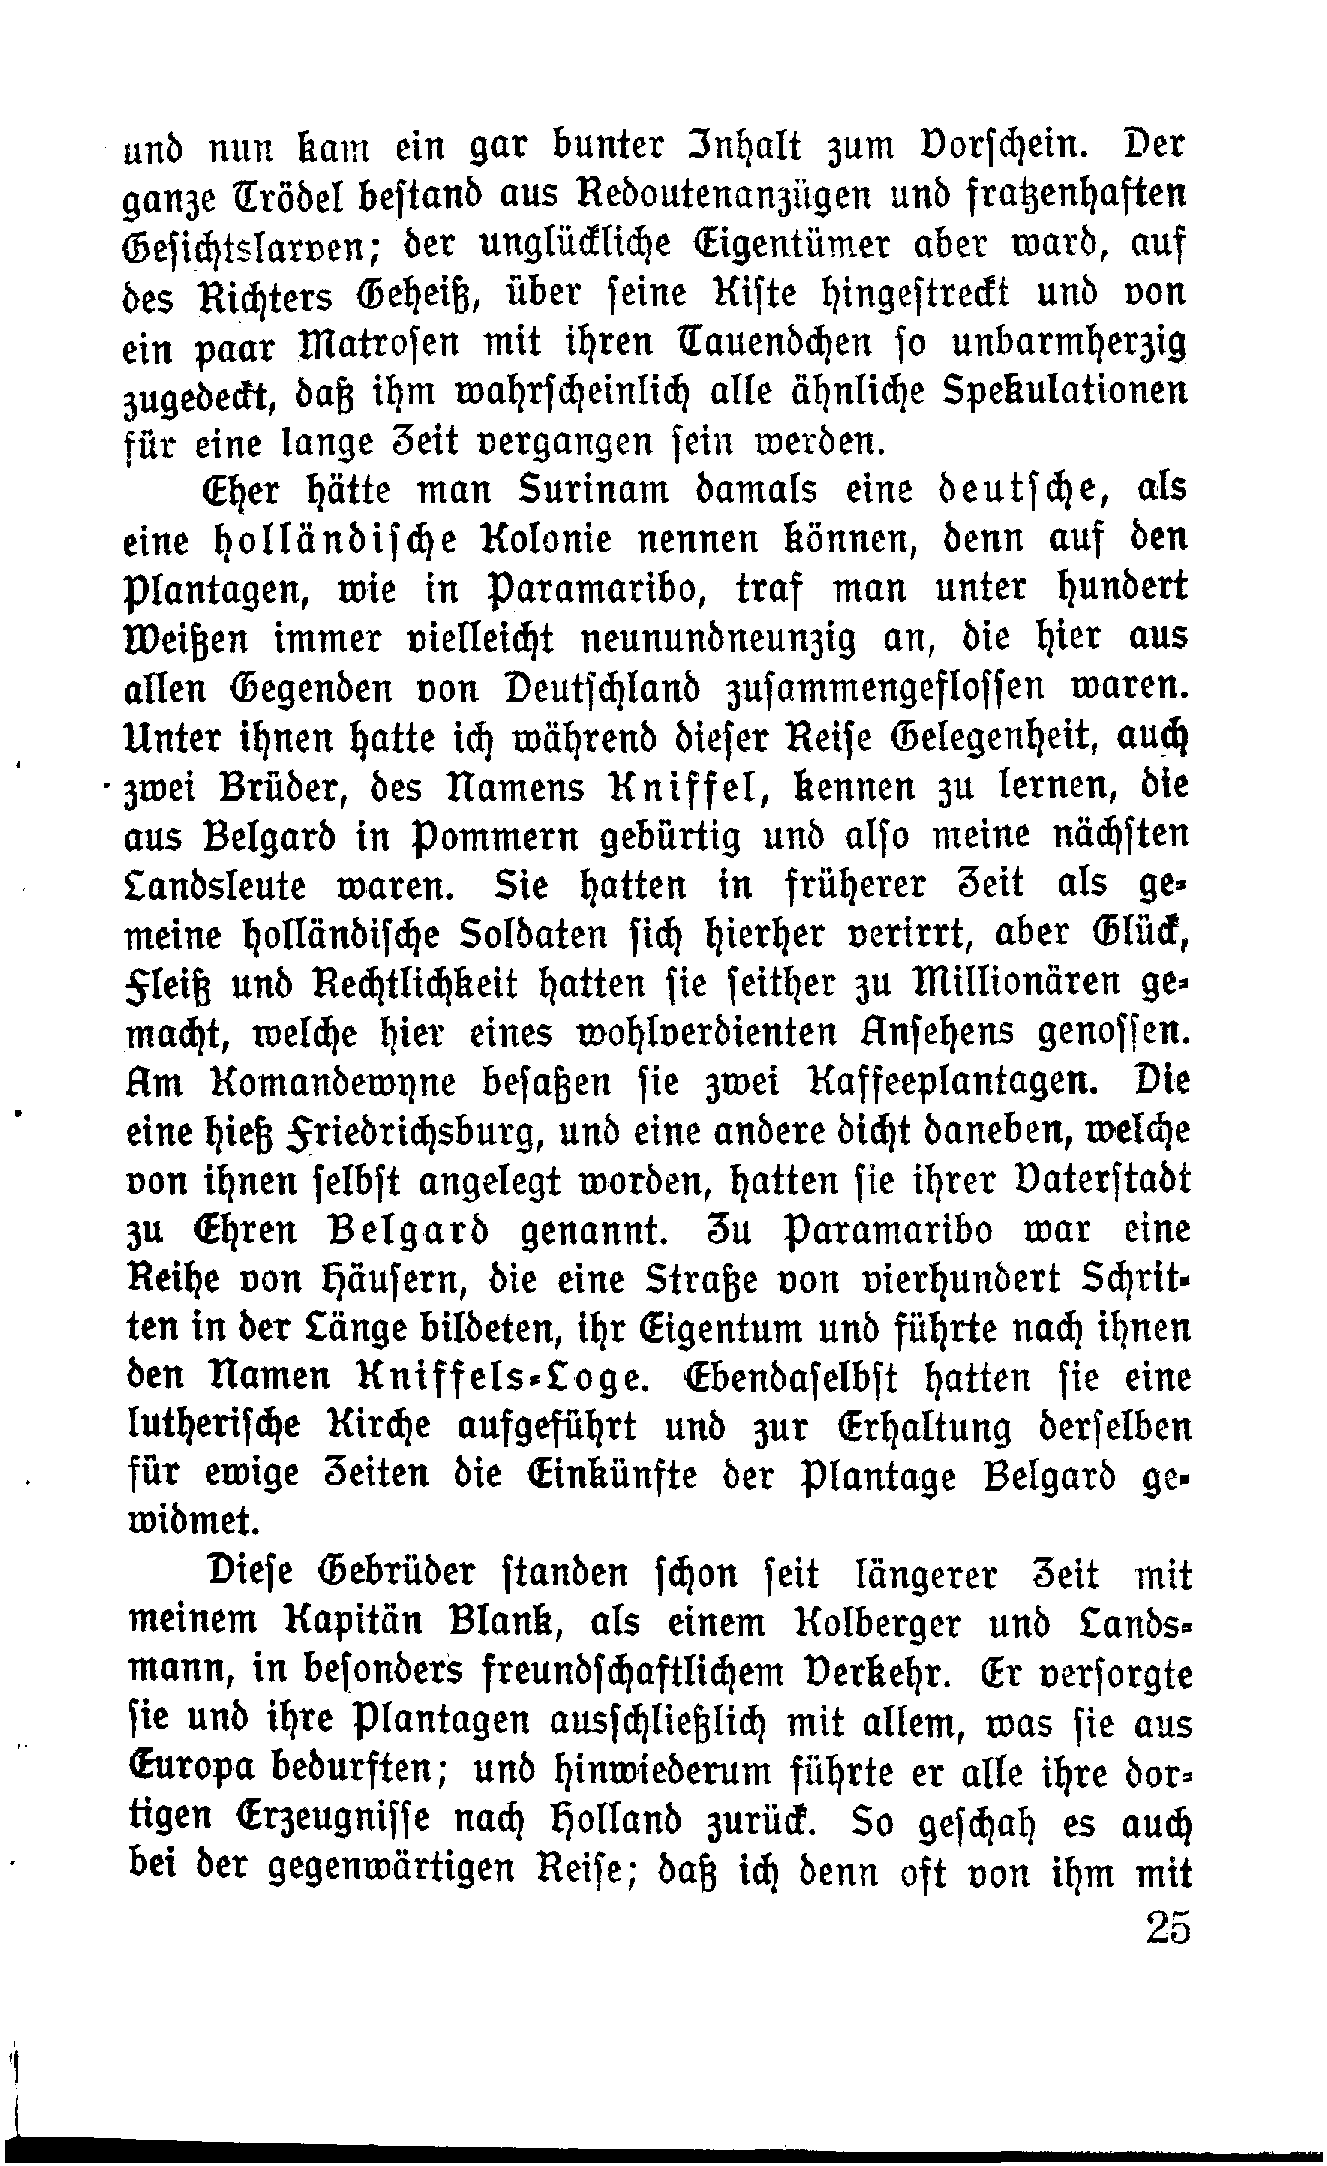 und nun kam ein gar bunter Inhalt zum Vorschein. Der
ganze Trödel bestand aus Redoutenanzügen und fratzenhaften
Gesichtslarven; der unglückliche Eigentümer aber ward, auf
des Richters Geheiß, über seine Kiste hingestreckt und von
ein paar Matrosen mit ihren Tauendchen so unbarmherzig
zugedeckt, daß ihm wahrscheinlich alle ähnliche Spekulationen
für eine lange Zeit vergangen sein werden.
Eher hätte man Surinam damals eine deutsche, als
eine holländische Kolonie nennen können, denn auf den
Plantagen, wie in Paramaribo, traf man unter hundert
Weißen immer vielleicht neunundneunzig an, die hier aus
allen Gegenden von Deutschland zusammengeflossen waren.
Unter ihnen hatte ich während dieser Reise Gelegenheit, auch
zwei Brüder, des Namens Kniffel, kennen zu lernen, die
aus Belgard in Pommern gebürtig und also meine nächsten
Landsleute waren. Sie hatten in früherer Zeit als ge-
meine holländische Soldaten sich hierher verirrt, aber Glück,
Fleiß und Rechtlichkeit hatten sie seither zu Millionären ge-
macht, welche hier eines wohlverdienten Ansehens genossen.
Am Komandewyne besaßen sie zwei Kaffeeplantagen. Die
eine hieß Friedrichsburg, und eine andere dicht daneben, welche
von ihnen selbst angelegt worden, hatten sie ihrer Vaterstadt
zu Ehren Belgard genannt. Zu Paramaribo war eine
Reihe von Häusern, die eine Straße von vierhundert Schrit-
ten in der Länge bildeten, ihr Eigentum und führte nach ihnen
den Namen Kniffels-Loge. Ebendaselbst hatten sie eine
lutherische Kirche aufgeführt und zur Erhaltung derselben
für ewige Zeiten die Einkünfte der Plantage Belgard ge-
widmet.
Diese Gebrüder standen schon seit längerer Zeit mit
meinem Kapitän Blank, als einem Kolberger und Lands-
mann, in besonders freundschaftlichem Verkehr. Er versorgte
sie und ihre Plantagen ausschließlich mit allem, was sie aus
Europa bedurften; und hinwiederum führte er alle ihre dor-
tigen Erzeugnisse nach Holland zurück. So geschah es auch
bei der gegenwärtigen Reise; daß ich denn oft von ihm mit
25